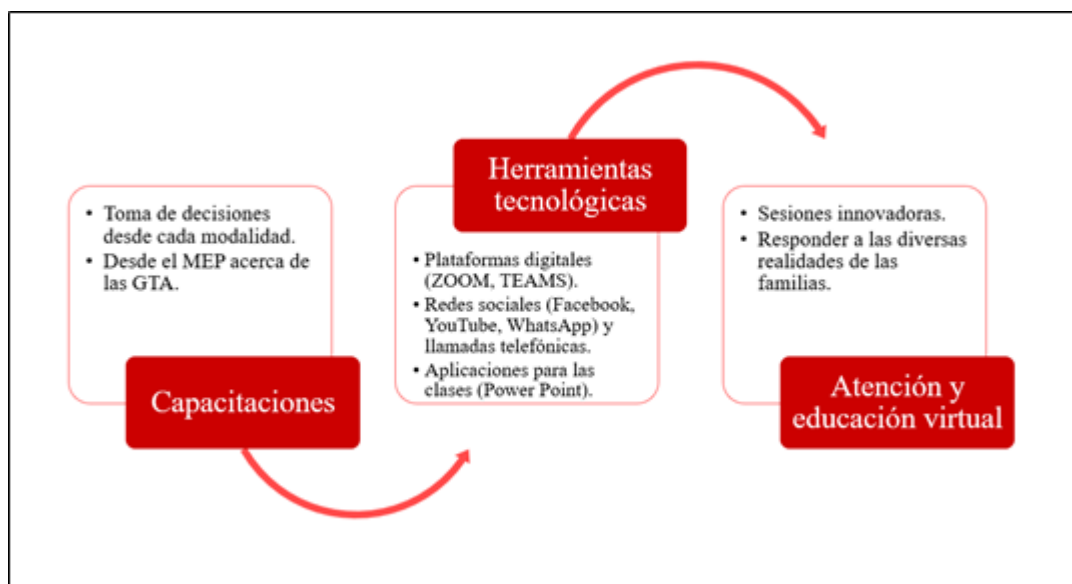 • Toma de decisiones
desde cada modalidad.
• Desde el MEP acerca de
las GTA.
Capacitaciones
Herramientas
tecnológicas
• Plataformas digitales
(ZOOM, TEAMS).
• Redes sociales (Facebook,
YouTube, WhatsApp) y
llamadas telefónicas.
• Aplicaciones para las
clases (Power Point).
• Sesiones innovadoras.
• Responder a las diversas
realidades de las
familias.
Atención y
educación virtual